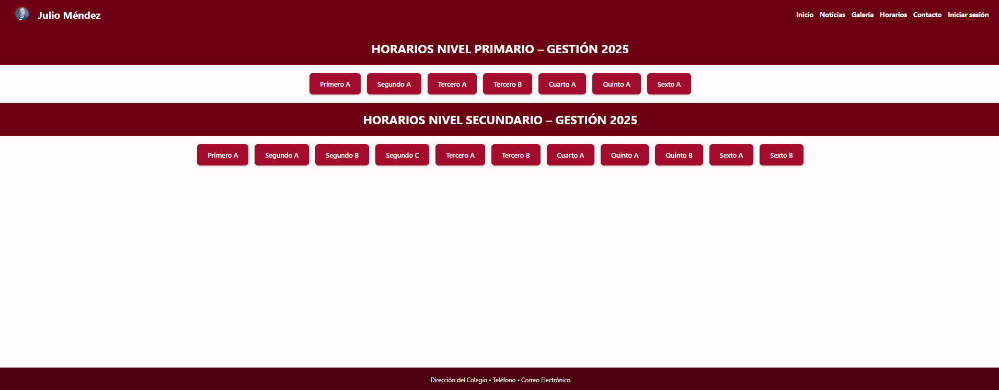 Julio Méndez
Inicio Noticias Galería Horarios Contacto Iniciar sesión
HORARIOS NIVEL PRIMARIO – GESTIÓN 2025
Primero A Segundo A Tercero A Tercero B Cuarto A Quinto A Sexto A
HORARIOS NIVEL SECUNDARIO – GESTIÓN 2025
Primero A Segundo A Segundo B Segundo C Tercero A Tercero B Cuarto A Quinto A Quinto B Sexto A Sexto B
Dirección del Colegio • Teléfono • Correo Electrónico